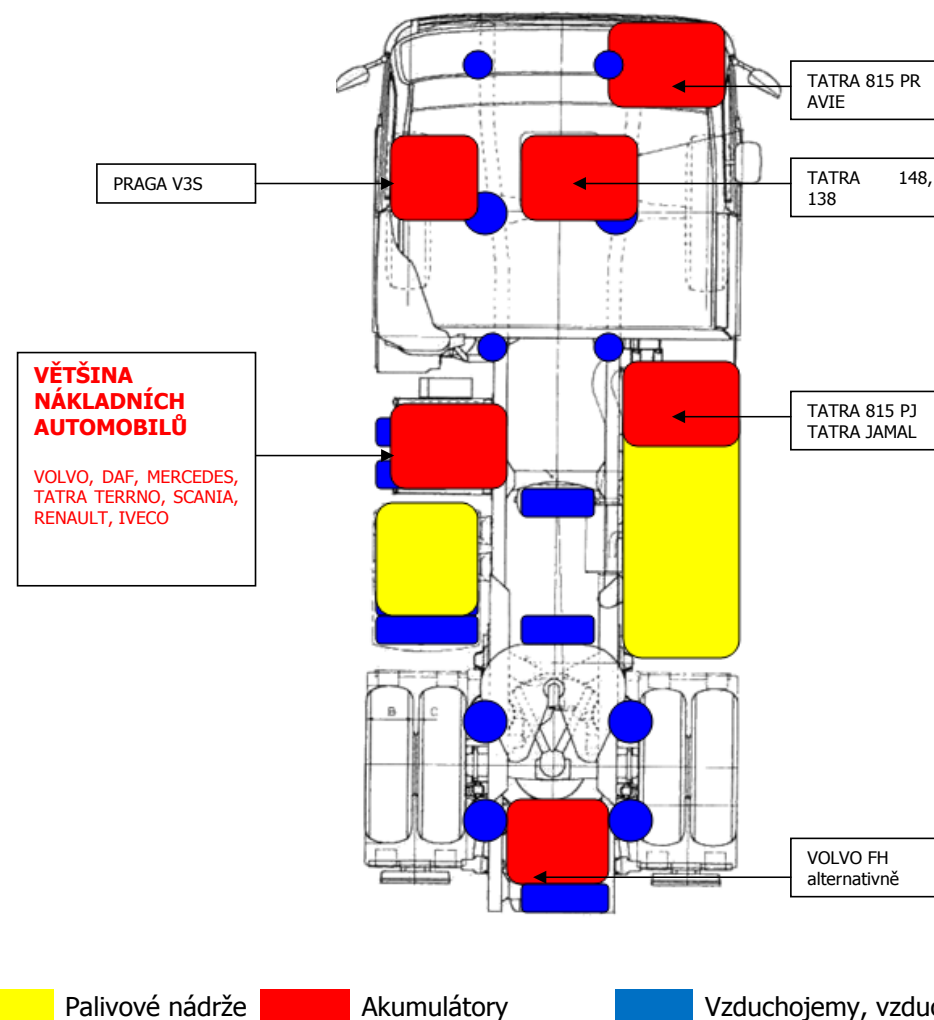 TATRA 815 PR
AVIE
PRAGA V3S
TATRA 148,
138
VĚTŠINA
NÁKLADNÍCH
AUTOMOBILŮ
VOLVO, DAF, MERCEDES,
TATRA TERRNO, SCANIA,
RENAULT, IVECO
TATRA 815 PJ
TATRA JAMAL
B C
VOLVO FH
alternativně
Palivové nádrže Akumulátory Vzduchojemy,